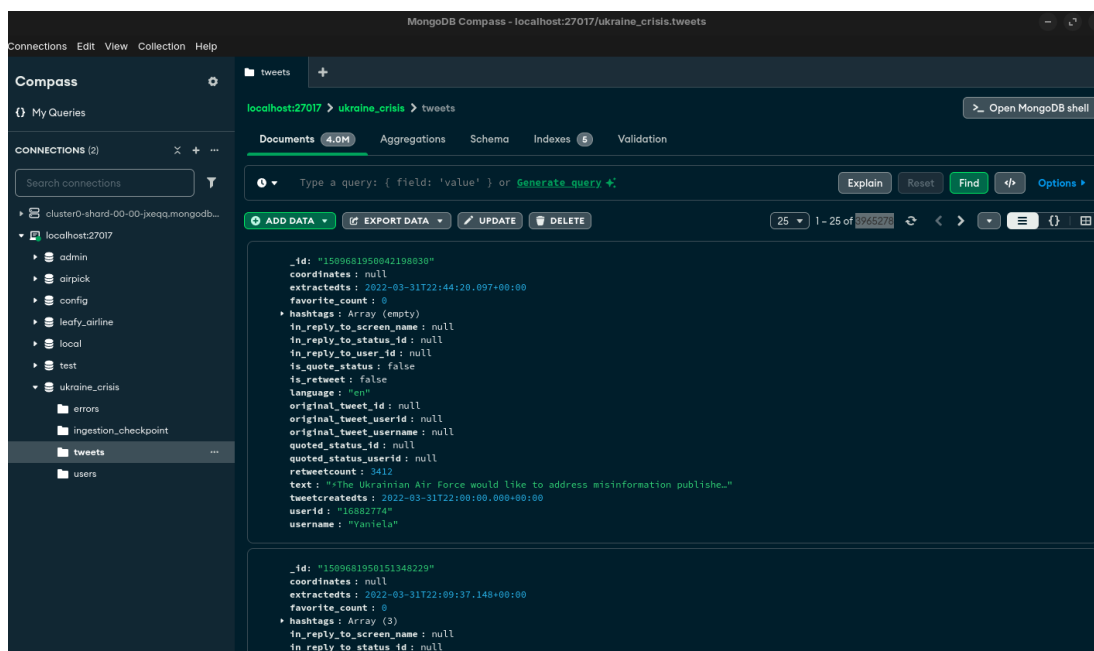 MongoDB Compass - localhost:27017/ukraine_crisis.tweets
Connections Edit View Collection Help
Compass
{} My Queries
CONNECTIONS (2)
Search connections
cluster0-shard-00-00-jxeqq.mongodb...
localhost:27017
admin
airpick
config
leafy_airline
local
test
ukraine_crisis
errors
ingestion_checkpoint
tweets
users
tweets
localhost:27017 > ukraine_crisis > tweets
>_ Open MongoDB shell
Documents 4.0M Aggregations Schema Indexes 5 Validation
Type a query: { field: 'value' } or Generate query
Explain Reset Find </> Options
ADD DATA EXPORT DATA UPDATE DELETE
25 1 – 25 of 3965278 {}
_id: "1509681950042198030"
coordinates : null
extractedts : 2022-03-31T22:44:20.097+00:00
favorite_count : 0
hashtags : Array (empty)
in_reply_to_screen_name : null
in_reply_to_status_id : null
in_reply_to_user_id : null
is_quote_status : false
is_retweet : false
language : "en"
original_tweet_id : null
original_tweet_userid : null
original_tweet_username : null
quoted_status_id : null
quoted_status_userid : null
retweetcount : 3412
text : "⚡The Ukrainian Air Force would like to address misinformation publishe…"
tweetcreatedts : 2022-03-31T22:00:00.000+00:00
userid : "16882774"
username : "Yaniela"
_id: "1509681950151348229"
coordinates : null
extractedts : 2022-03-31T22:09:37.148+00:00
favorite_count : 0
hashtags : Array (3)
in_reply_to_screen_name : null
in_reply_to_status_id : null